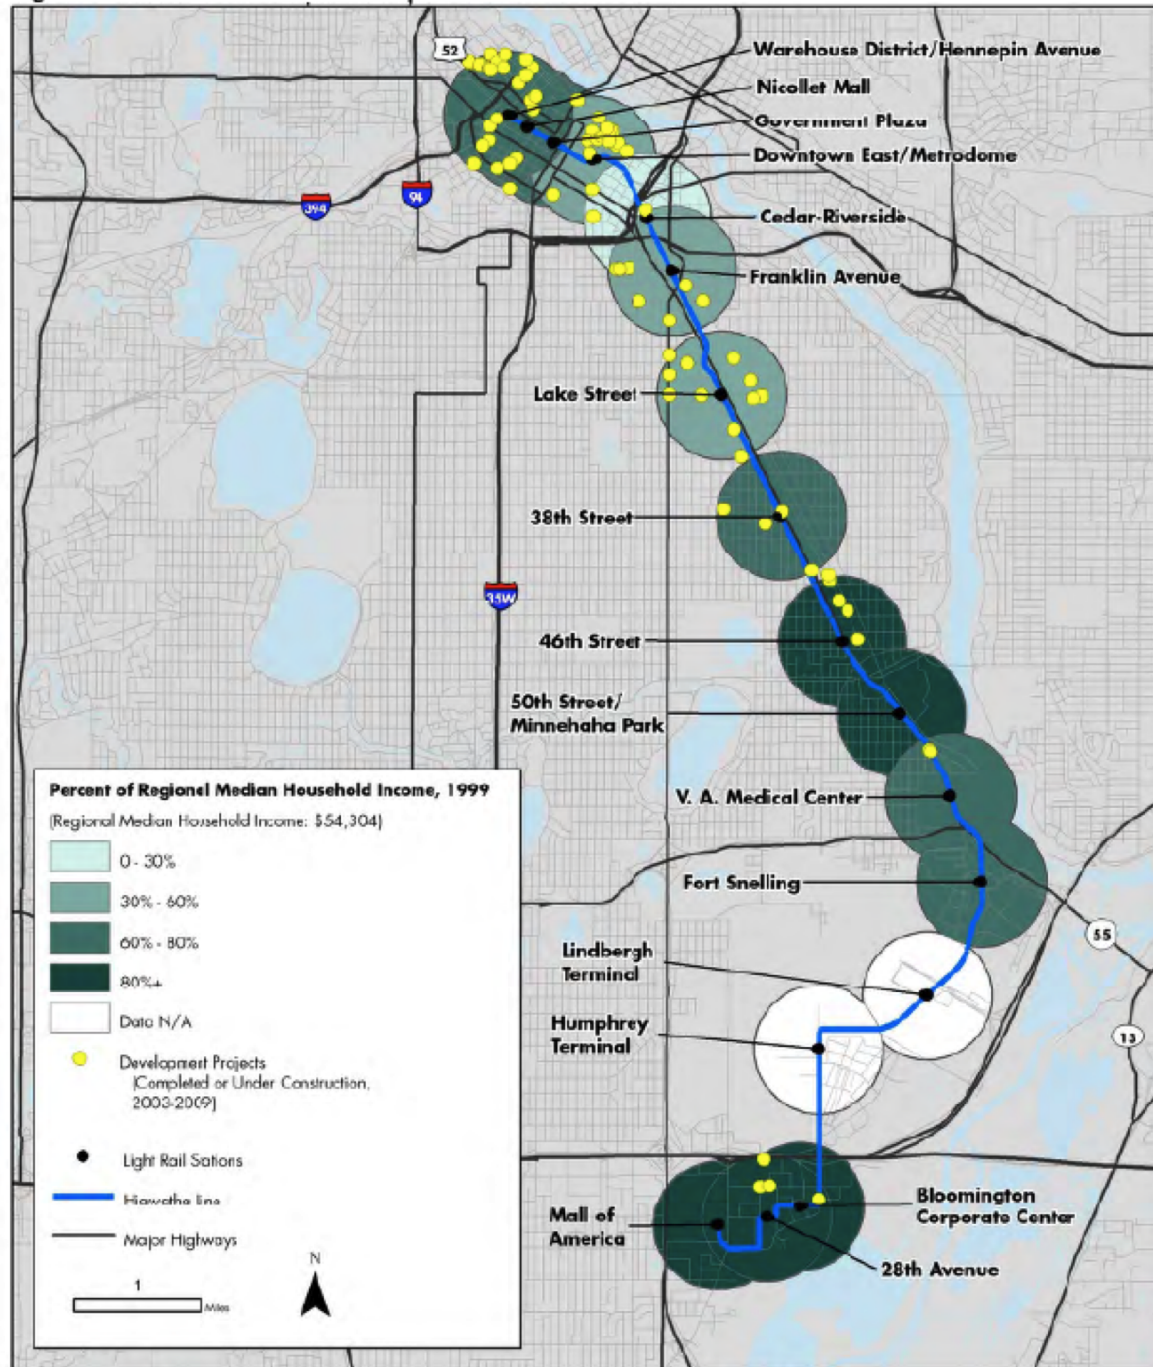 52
Warehouse District/Hennepin Avenue
Nicollet Mall
Government Plaza
Downtown East/Metrodome
394
94
Cedar-Riverside
Franklin Avenue
Lake Street
38th Street
35W
46th Street
50th Street/
Minnehaha Park
V. A. Medical Center
Fort Snelling
55
Lindbergh
Terminal
Humphrey
Terminal
13
Mall of
America
Bloomington
Corporate Center
28th Avenue
Percent of Regional Median Household Income, 1999
(Regional Median Household Income: $54,304)
0 - 30%
30% - 60%
60% - 80%
80%+
Data N/A
Development Projects
(Completed or Under Construction,
2003-2009)
Light Rail Sations
Hiawatha line
Major Highways
1
Miles
N